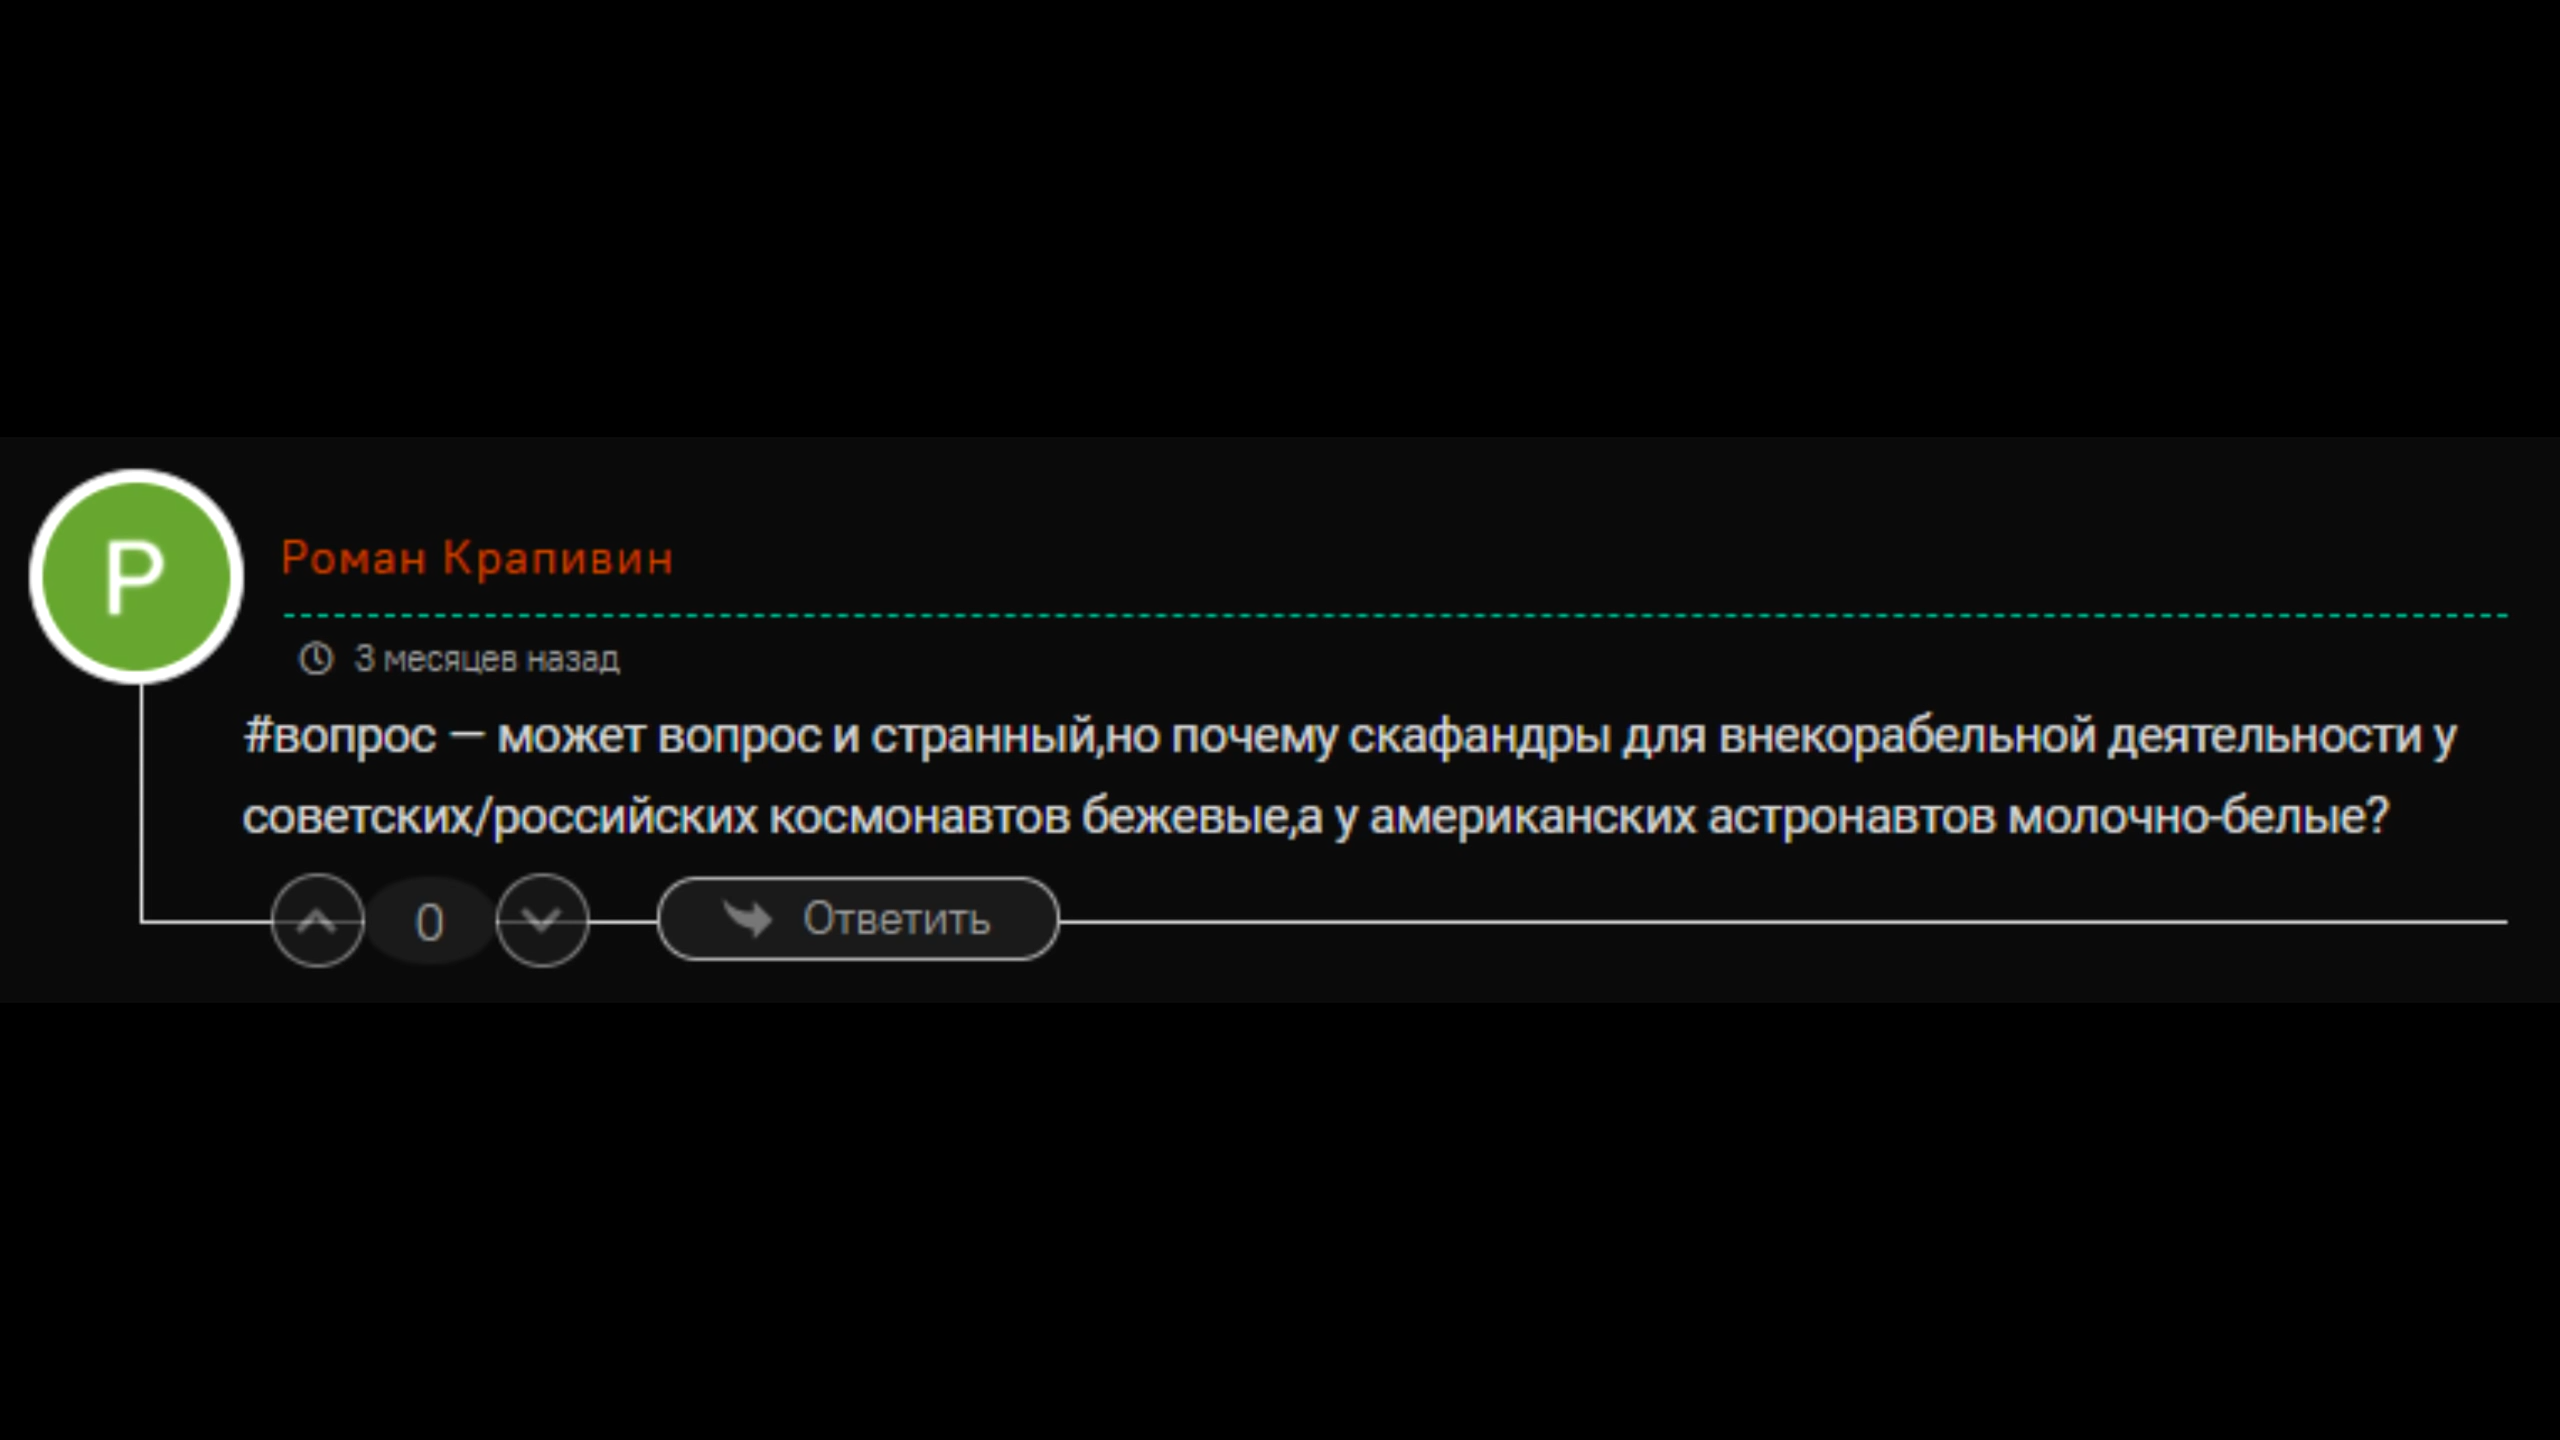 Р
Роман Крапивин
3 месяцев назад
#вопрос — может вопрос и странный,но почему скафандры для внекорабельной деятельности у
советских/российских космонавтов бежевые,а у американских астронавтов молочно-белые?
0
Ответить